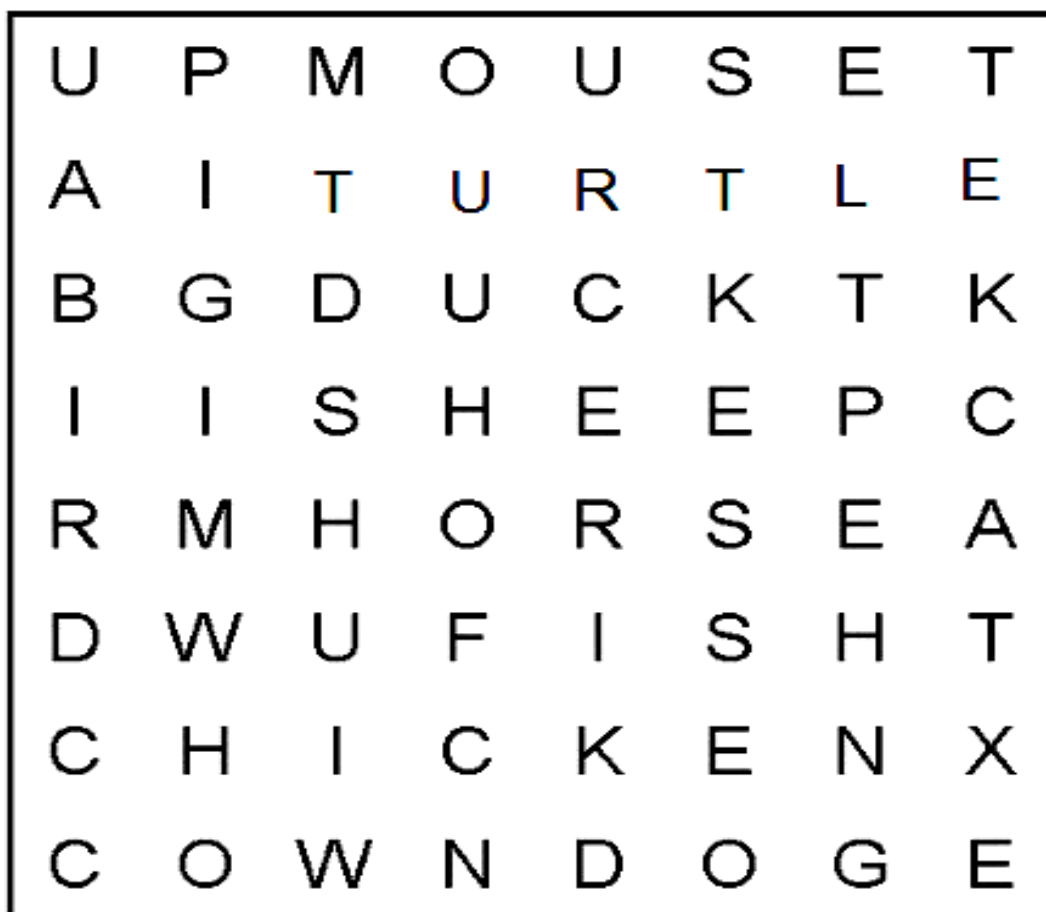 U P M O U S E T
A I T U R T L E
B G D U C K T K
I I S H E E P C
R M H O R S E A
D W U F I S H T
C H I C K E N X
C O W N D O G E